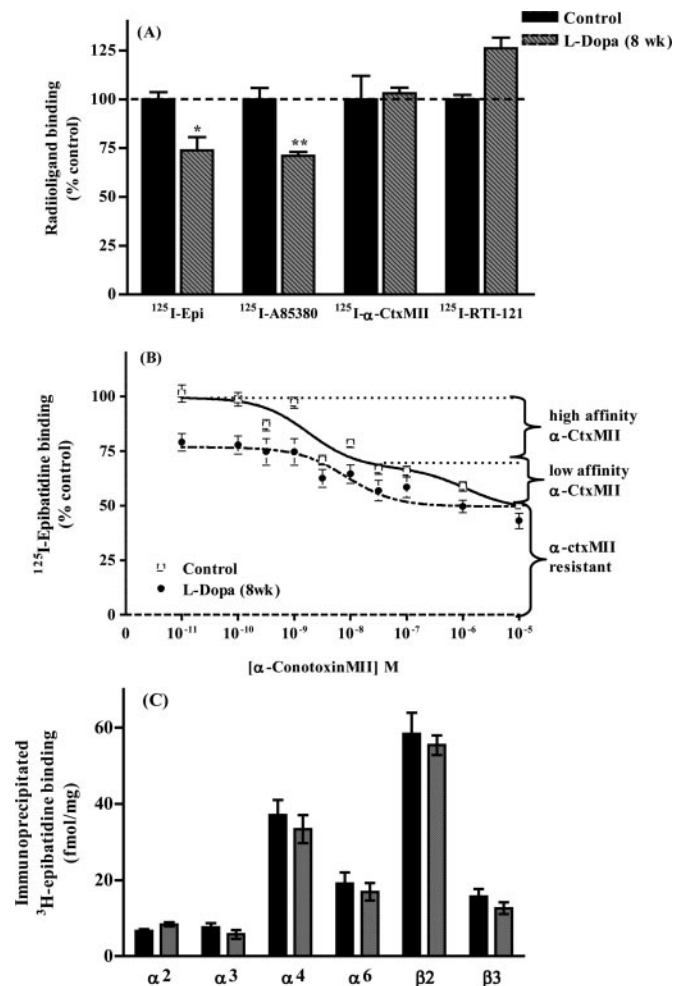 (A)
Control
L-Dopa (8 wk)
Radiioligand binding
(% control)
125
100
75
50
25
0
*
**
¹²⁵I-Epi
¹²⁵I-A85380
¹²⁵I-α-CtxMII
¹²⁵I-RTI-121
(B)
¹²⁵I-Epibatidine binding
(% control)
100
75
50
25
0
high affinity
α-CtxMII
low affinity
α-CtxMII
α-ctxMII
resistant
Control
L-Dopa (8wk)
0
10⁻¹¹
10⁻¹⁰
10⁻⁹
10⁻⁸
10⁻⁷
10⁻⁶
10⁻⁵
[α-ConotoxinMII] M
(C)
Immunoprecipitated
³H-epibatidine binding
(fmol/mg)
60
40
20
0
α2
α3
α4
α6
β2
β3